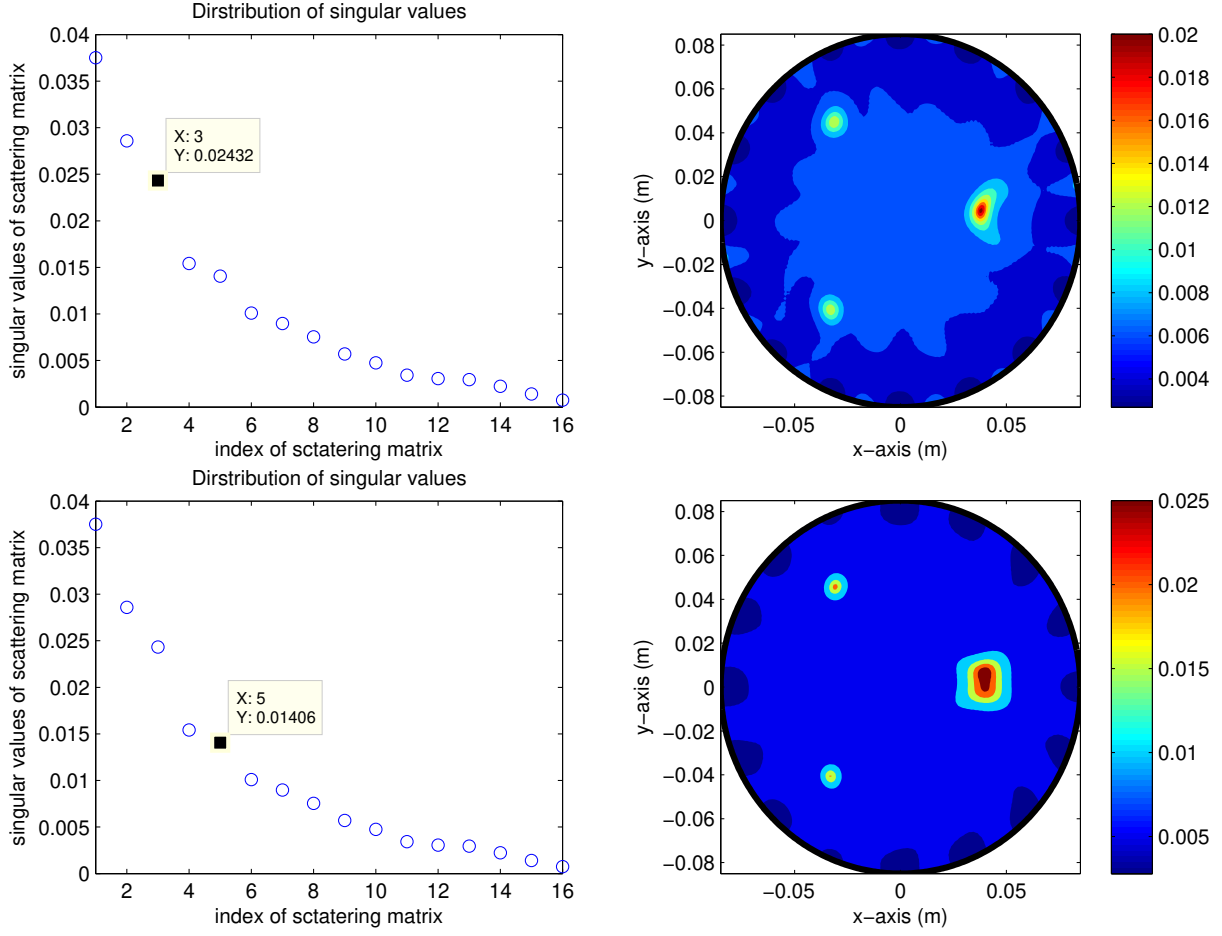 Dirstribution of singular values
singular values of scattering matrix
0.04
0.035
0.03
0.025
0.02
0.015
0.01
0.005
0
X: 3
Y: 0.02432
2 4 6 8 10 12 14 16
index of sctatering matrix
y−axis (m)
0.08
0.06
0.04
0.02
0
−0.02
−0.04
−0.06
−0.08
−0.05 0 0.05
x−axis (m)
0.02
0.018
0.016
0.014
0.012
0.01
0.008
0.006
0.004
Dirstribution of singular values
singular values of scattering matrix
0.04
0.035
0.03
0.025
0.02
0.015
0.01
0.005
0
X: 5
Y: 0.01406
2 4 6 8 10 12 14 16
index of sctatering matrix
y−axis (m)
0.08
0.06
0.04
0.02
0
−0.02
−0.04
−0.06
−0.08
−0.05 0 0.05
x−axis (m)
0.025
0.02
0.015
0.01
0.005